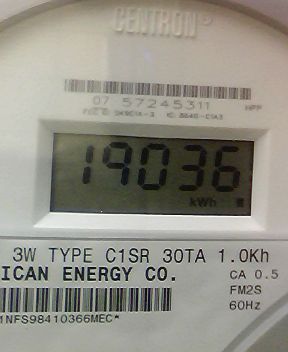 CENTRON®
07 57245311 HPP
19036
kWh
3W TYPE C1SR 30TA 1.0Kh
ICAN ENERGY CO. CA 0.5
FM2S
60Hz
1NFS98410366MEC*